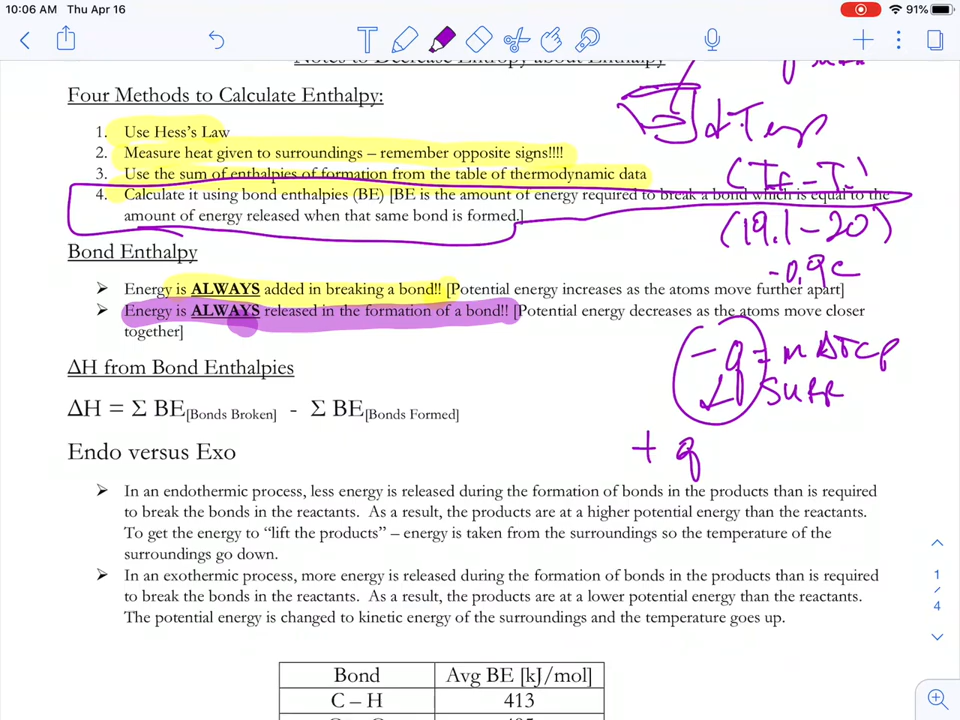 10:06 AM Thu Apr 16
91%
Notes to Decrease Entropy about Enthalpy
Four Methods to Calculate Enthalpy:
1. Use Hess's Law
2. Measure heat given to surroundings – remember opposite signs!!!!
3. Use the sum of enthalpies of formation from the table of thermodynamic data
4. Calculate it using bond enthalpies (BE) [BE is the amount of energy required to break a bond which is equal to the
amount of energy released when that same bond is formed.]
Temp
(Tf – Ti)
(19.1 – 20)
-0.9c
Bond Enthalpy
➢ Energy is ALWAYS added in breaking a bond!! [Potential energy increases as the atoms move further apart]
➢ Energy is ALWAYS released in the formation of a bond!! [Potential energy decreases as the atoms move closer
together]
– q = m ΔT Cp
surr
+ q
ΔH from Bond Enthalpies
ΔH = Σ BE[Bonds Broken] - Σ BE[Bonds Formed]
Endo versus Exo
➢ In an endothermic process, less energy is released during the formation of bonds in the products than is required
to break the bonds in the reactants. As a result, the products are at a higher potential energy than the reactants.
To get the energy to “lift the products” – energy is taken from the surroundings so the temperature of the
surroundings go down.
➢ In an exothermic process, more energy is released during the formation of bonds in the products than is required
to break the bonds in the reactants. As a result, the products are at a lower potential energy than the reactants.
The potential energy is changed to kinetic energy of the surroundings and the temperature goes up.
1
/
4
Bond Avg BE [kJ/mol]
C – H 413